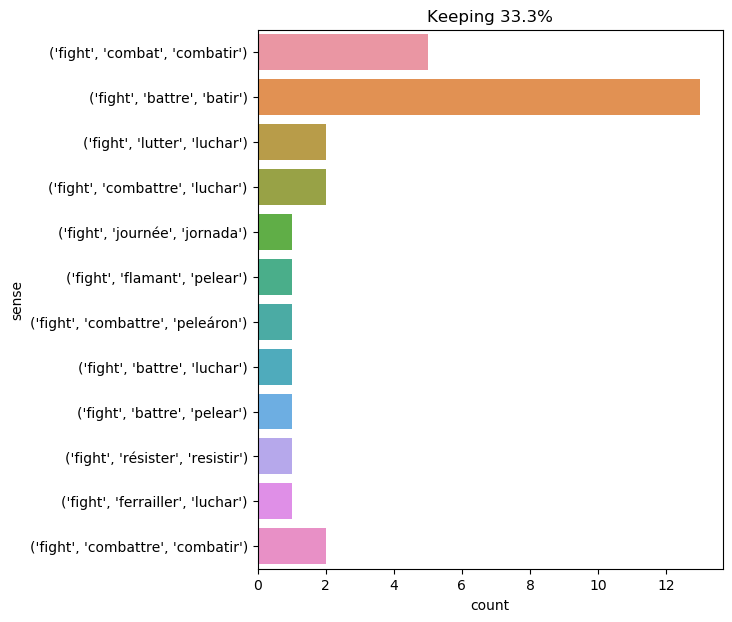 Keeping 33.3%
('fight', 'combat', 'combatir')
('fight', 'battre', 'batir')
('fight', 'lutter', 'luchar')
('fight', 'combattre', 'luchar')
('fight', 'journée', 'jornada')
('fight', 'flamant', 'pelear')
('fight', 'combattre', 'peleáron')
('fight', 'battre', 'luchar')
('fight', 'battre', 'pelear')
('fight', 'résister', 'resistir')
('fight', 'ferrailler', 'luchar')
('fight', 'combattre', 'combatir')
sense
0 2 4 6 8 10 12
count